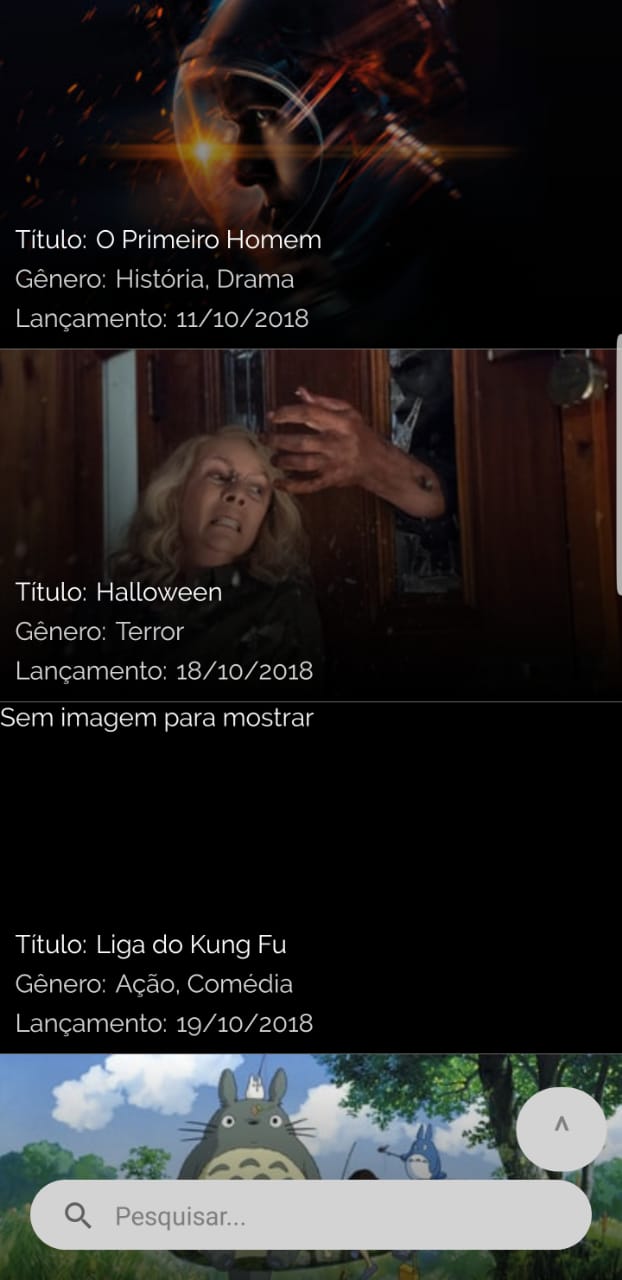 Título: O Primeiro Homem
Gênero: História, Drama
Lançamento: 11/10/2018
Título: Halloween
Gênero: Terror
Lançamento: 18/10/2018
Sem imagem para mostrar
Título: Liga do Kung Fu
Gênero: Ação, Comédia
Lançamento: 19/10/2018
^
Pesquisar...